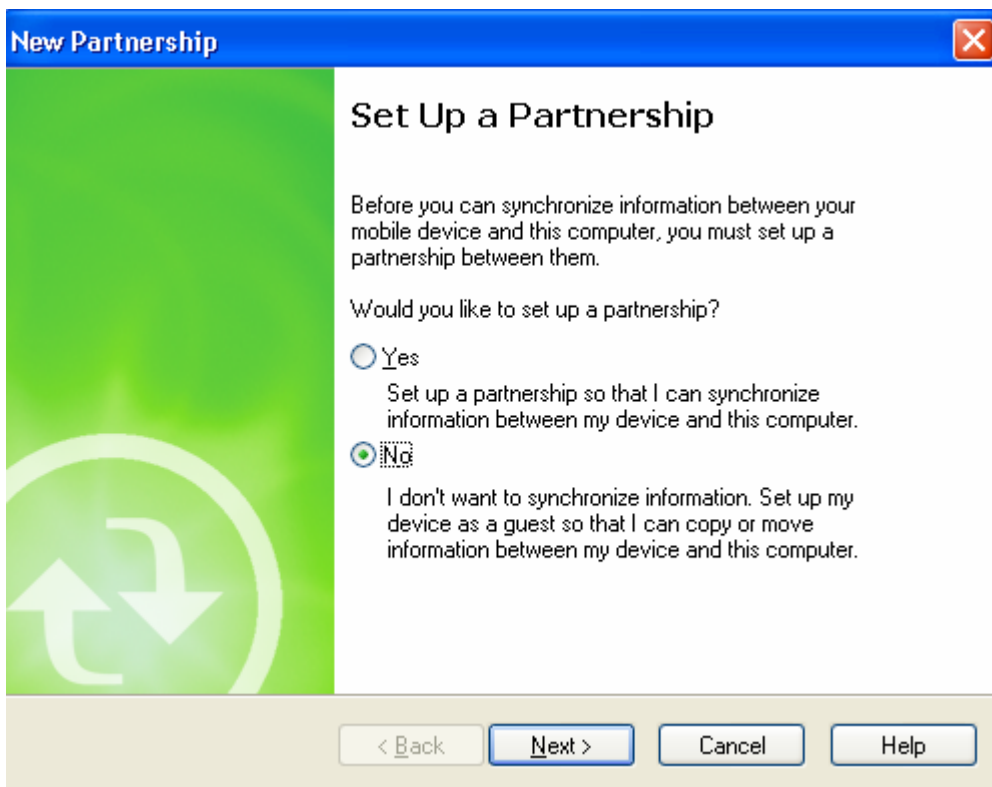 New Partnership
Set Up a Partnership
Before you can synchronize information between your
mobile device and this computer, you must set up a
partnership between them.
Would you like to set up a partnership?
Yes
Set up a partnership so that I can synchronize
information between my device and this computer.
No
I don't want to synchronize information. Set up my
device as a guest so that I can copy or move
information between my device and this computer.
< Back Next > Cancel Help